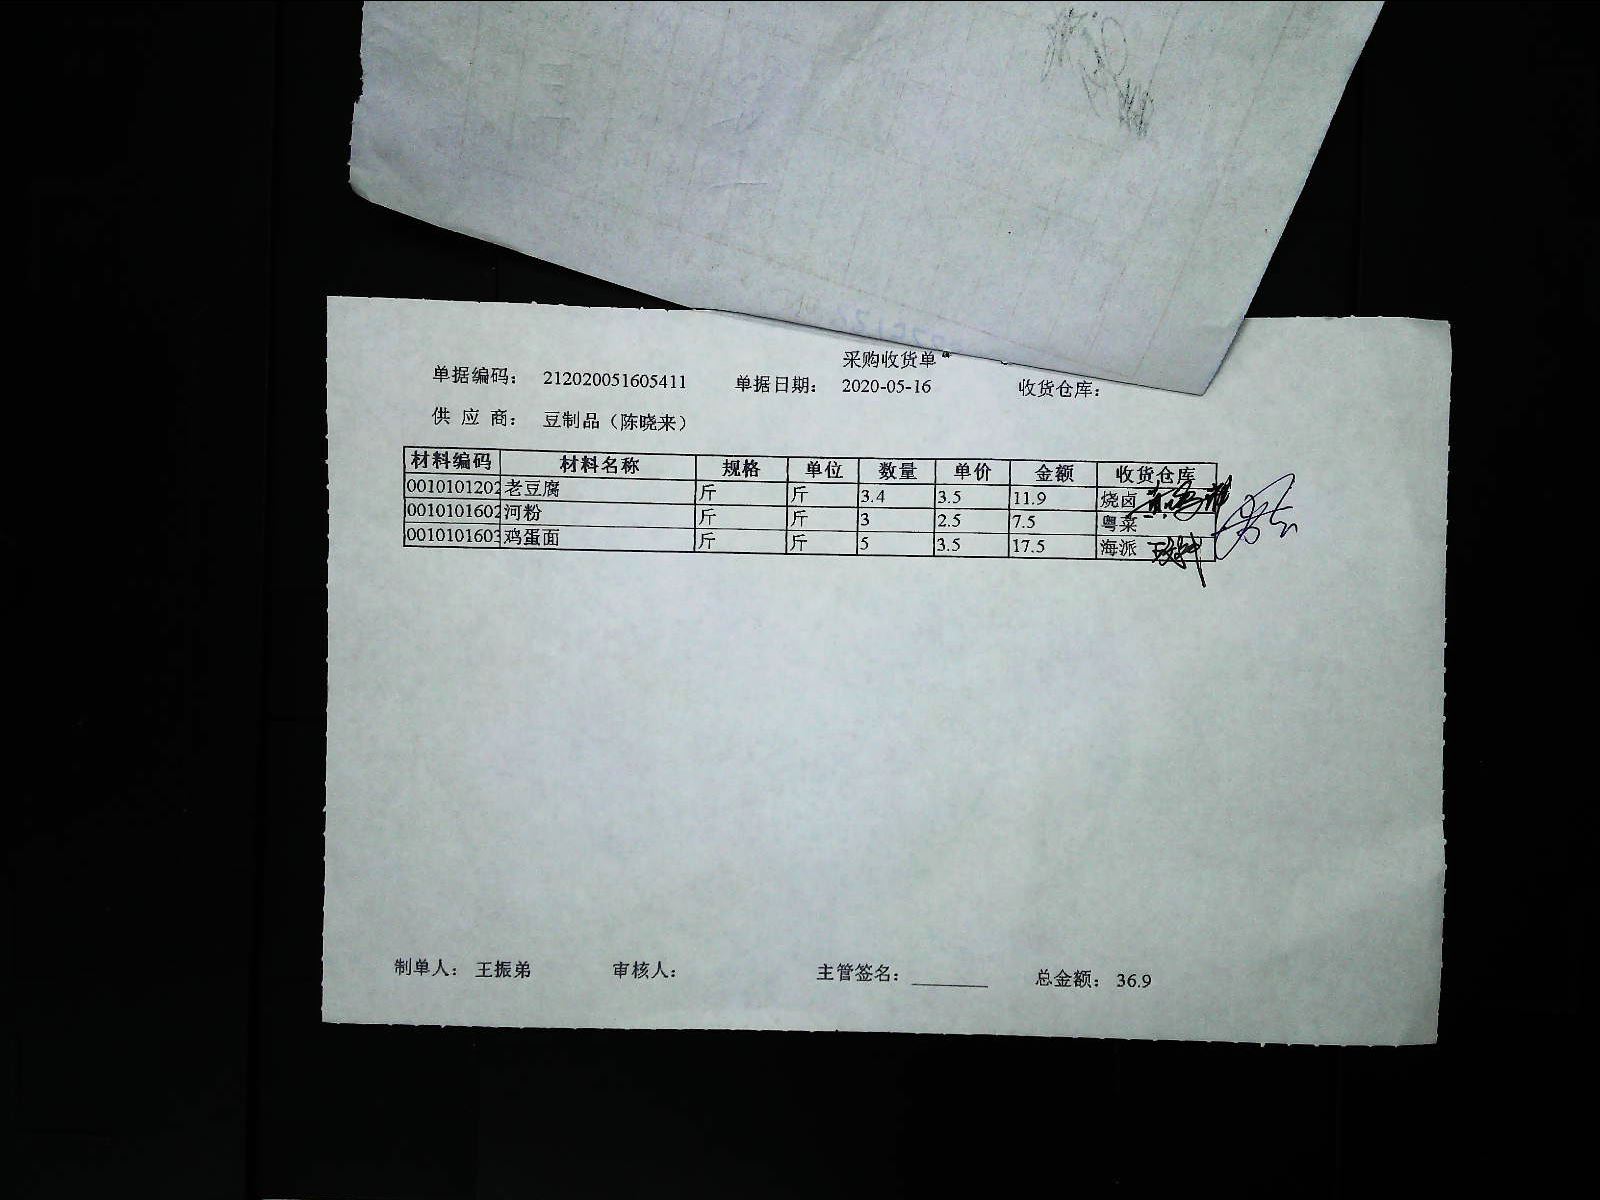 采购收货单
单据编码： 212020051605411 单据日期： 2020-05-16 收货仓库：
供 应 商： 豆制品（陈晓来）
材料编码 材料名称 规格 单位 数量 单价 金额 收货仓库
0010101202 老豆腐 斤 斤 3.4 3.5 11.9 烧卤
0010101602 河粉 斤 斤 3 2.5 7.5 粤菜
0010101603 鸡蛋面 斤 斤 5 3.5 17.5 海派
制单人： 王振弟 审核人： 主管签名： 总金额： 36.9